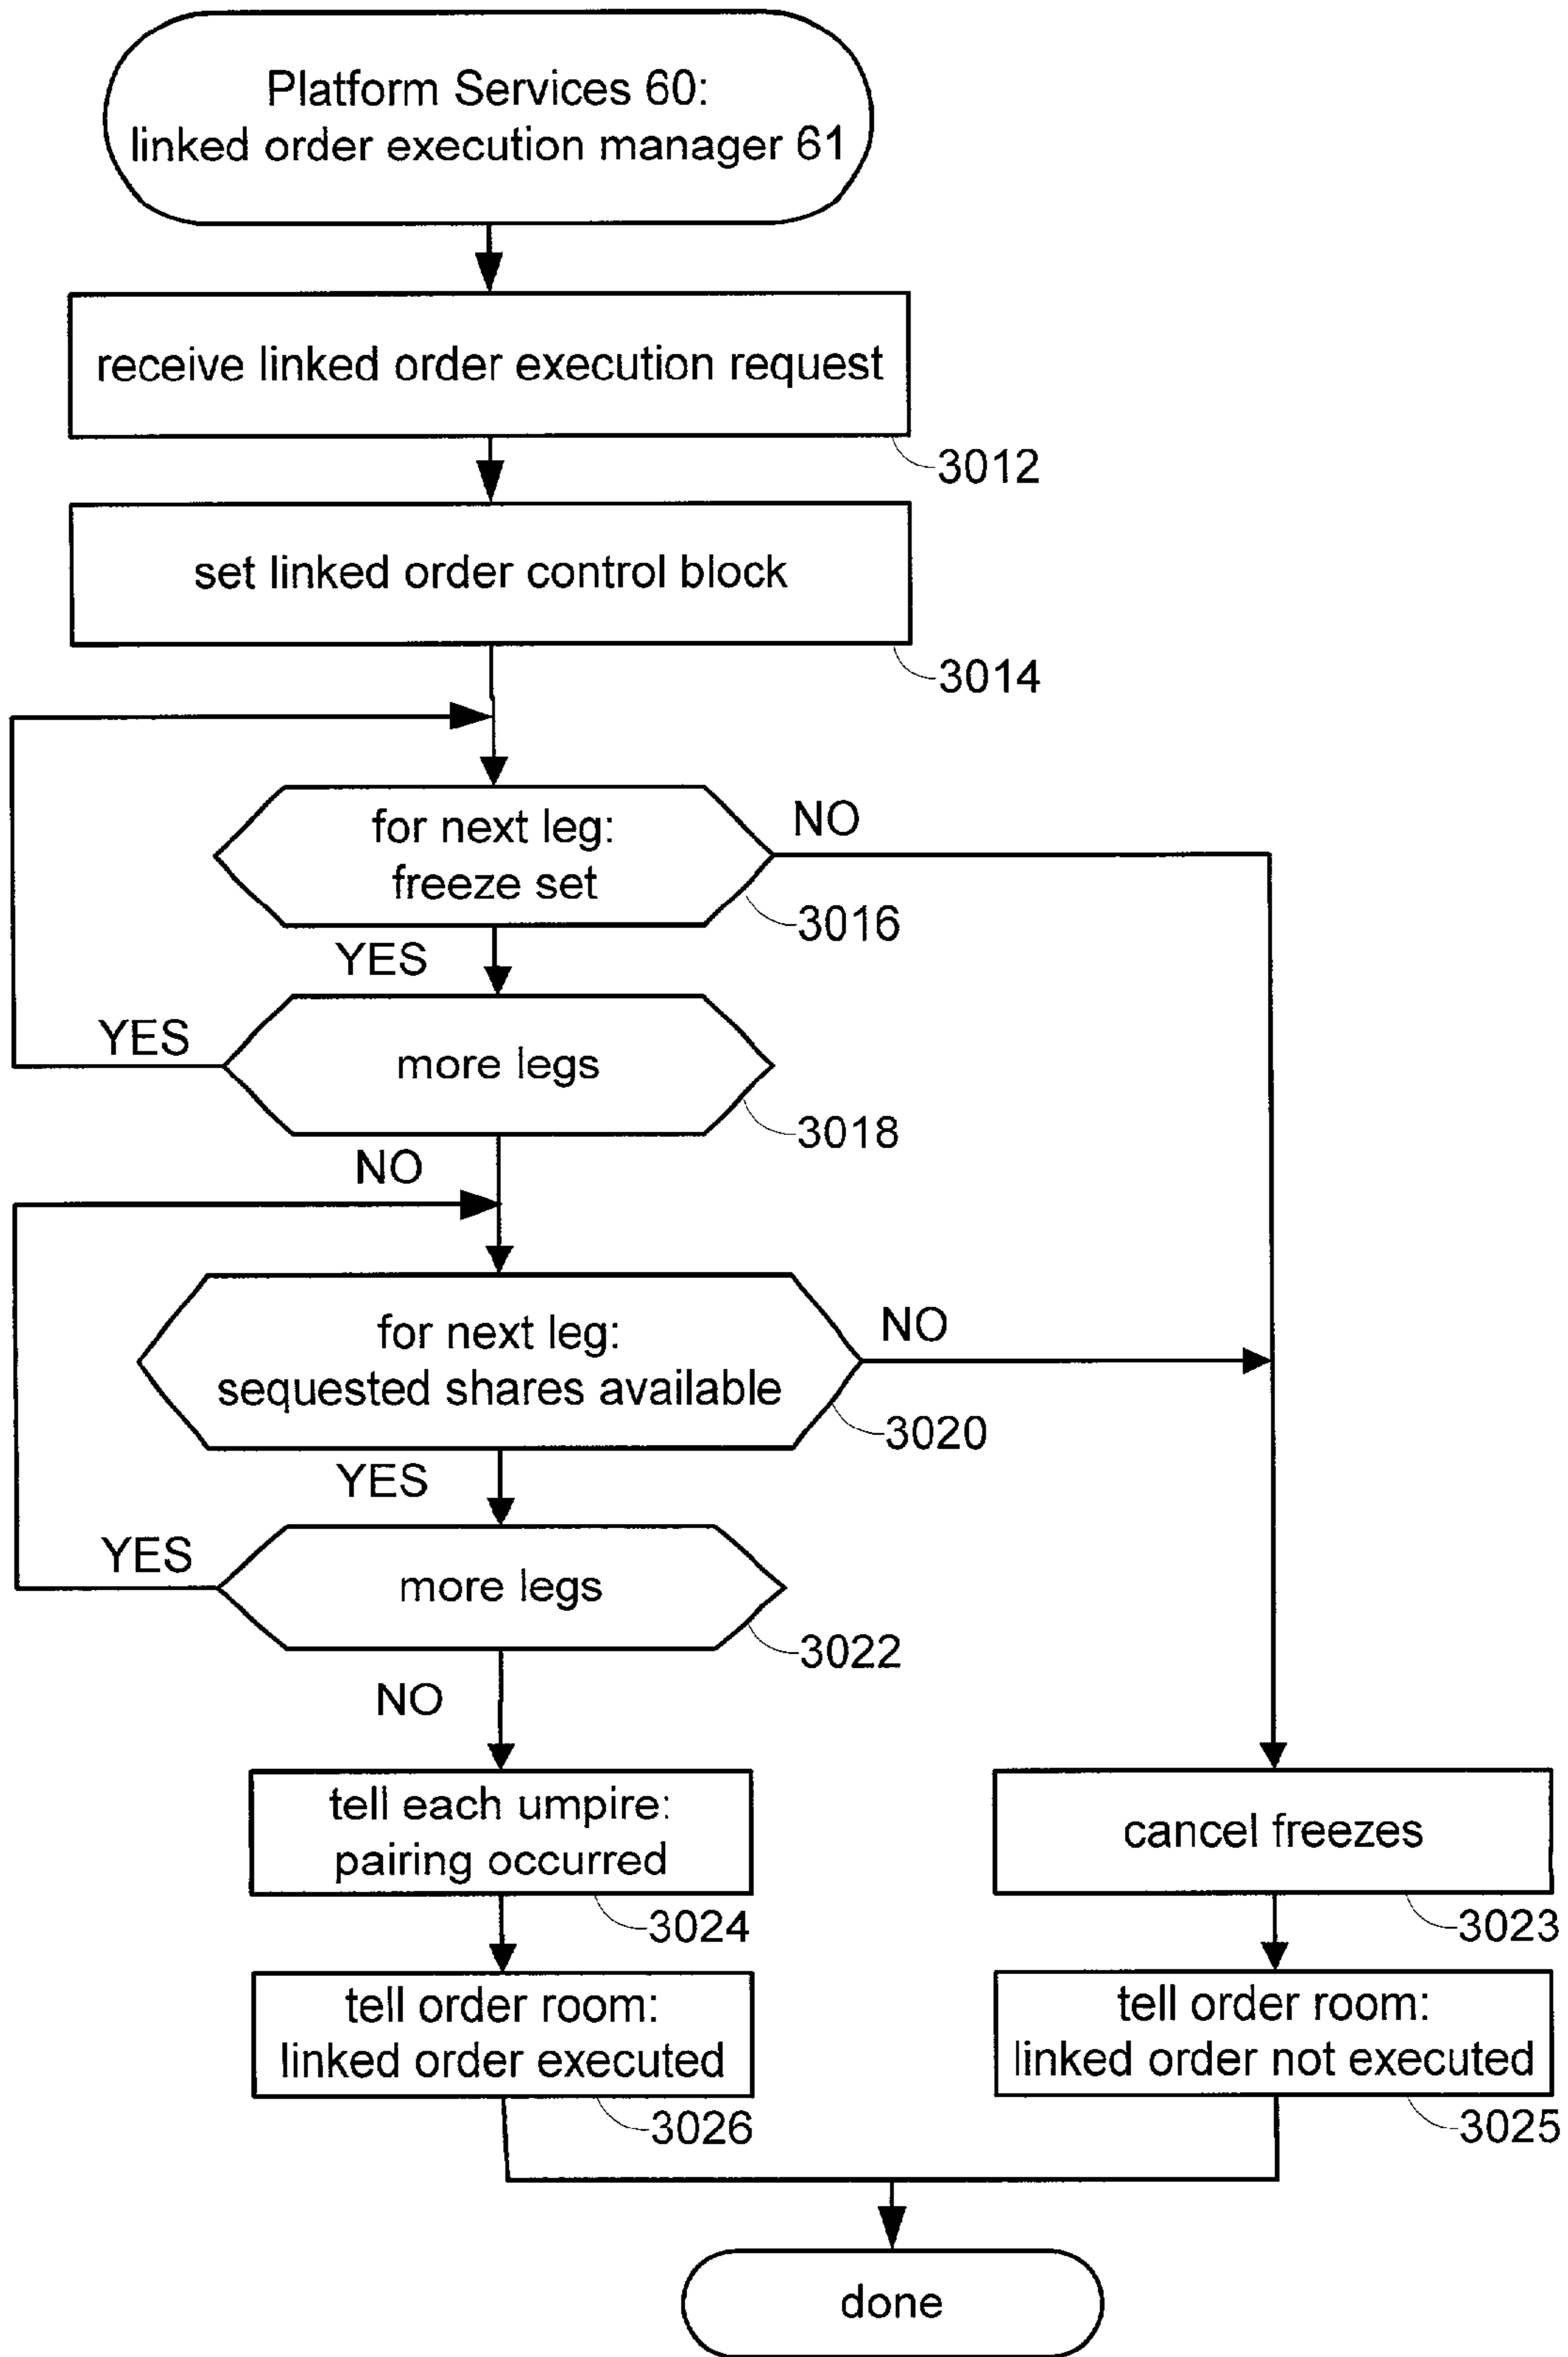 Platform Services 60:
linked order execution manager 61
receive linked order execution request
3012
set linked order control block
3014
for next leg:
freeze set
NO
3016
YES
more legs
YES
3018
NO
for next leg:
sequested shares available
NO
3020
YES
more legs
YES
3022
NO
tell each umpire:
pairing occurred
3024
cancel freezes
3023
tell order room:
linked order executed
3026
tell order room:
linked order not executed
3025
done